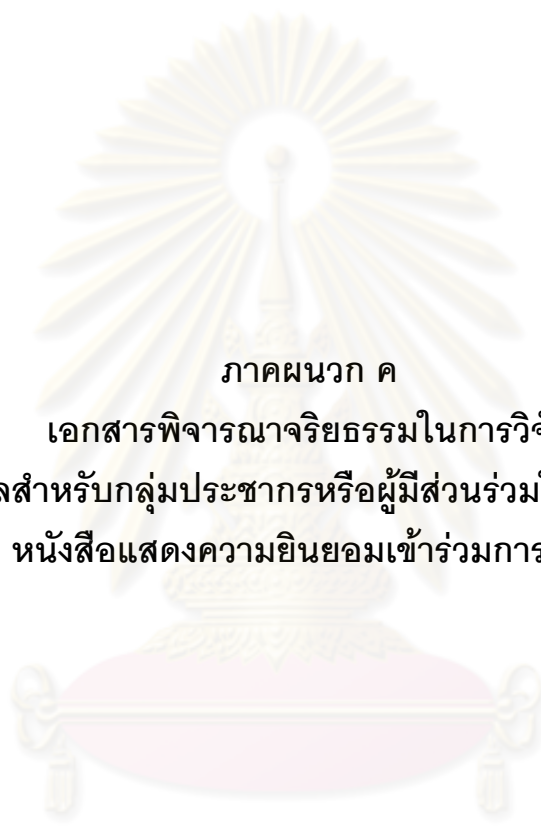 ภาคผนวก ค
เอกสารพิจารณาจริยธรรมในการวิ
สำหรับกลุ่มประชากรหรือผู้มีส่วนร่วม
หนังสือแสดงความยินยอมเข้าร่วมการ